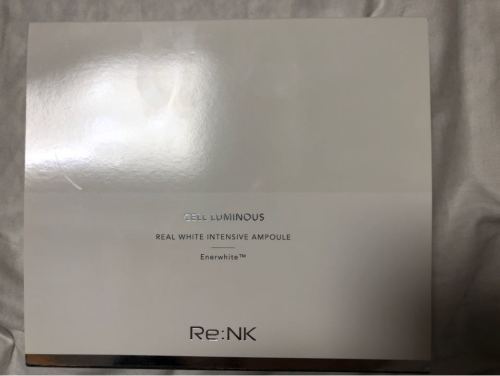 CELL LUMINOUS
REAL WHITE INTENSIVE AMPOULE
Enerwhite™
Re:NK